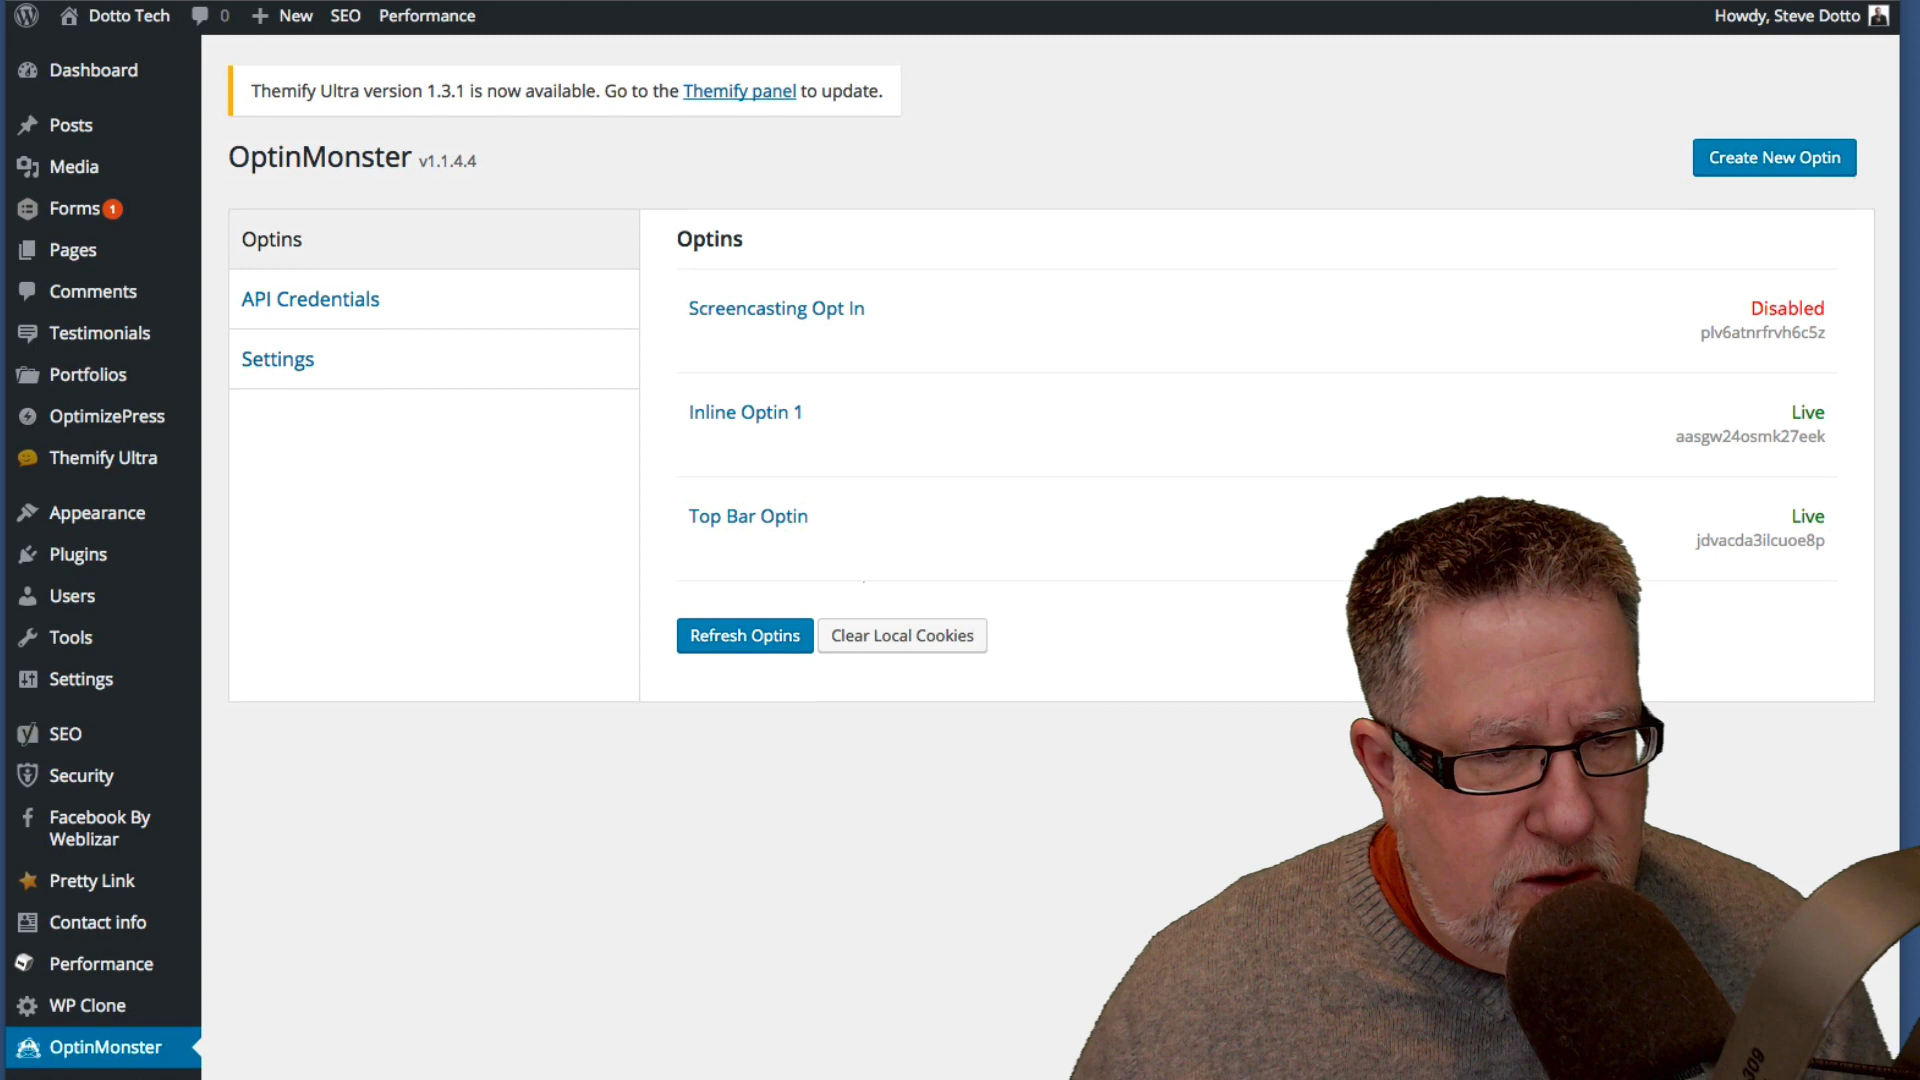 Dotto Tech 0 New SEO Performance Howdy, Steve Dotto
Dashboard
Posts
Media
Forms 1
Pages
Comments
Testimonials
Portfolios
OptimizePress
Themify Ultra
Appearance
Plugins
Users
Tools
Settings
SEO
Security
Facebook By
Weblizar
Pretty Link
Contact info
Performance
WP Clone
OptinMonster
Themify Ultra version 1.3.1 is now available. Go to the Themify panel to update.
OptinMonster v1.1.4.4
Create New Optin
Optins
API Credentials
Settings
Optins
Screencasting Opt In Disabled
plv6atnrfrvh6c5z
Inline Optin 1 Live
aasgw24osmk27eek
Top Bar Optin Live
jdvacda3ilcuoe8p
Refresh Optins Clear Local Cookies
309